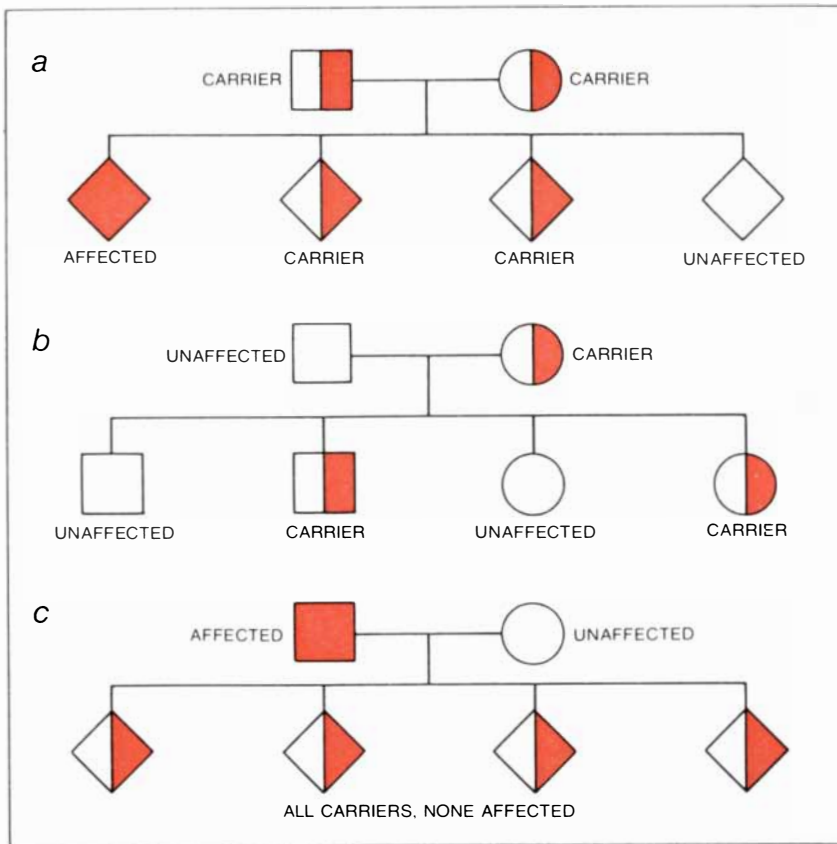 a
CARRIER CARRIER
AFFECTED CARRIER CARRIER UNAFFECTED
b
UNAFFECTED CARRIER
UNAFFECTED CARRIER UNAFFECTED CARRIER
c
AFFECTED UNAFFECTED
ALL CARRIERS, NONE AFFECTED